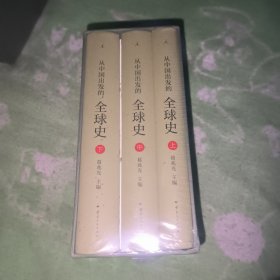 从中国出发的
全球史
下
葛兆光 主编
从中国出发的
全球史
中
葛兆光 主编
从中国出发的
全球史
上
葛兆光 主编